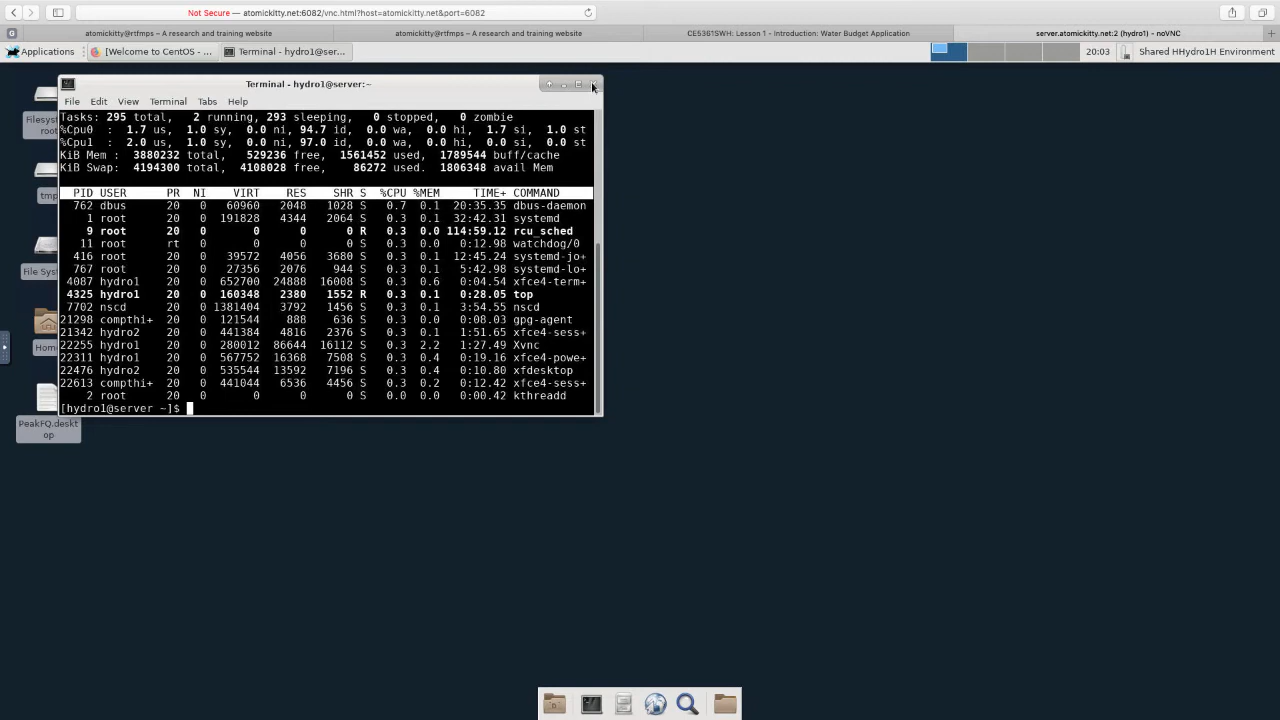 Not Secure — atomickitty.net:6082/vnc.html?host=atomickitty.net&port=6082
G
atomickitty@rtfmps – A research and training website
atomickitty@rtfmps – A research and training website
CE5361SWH: Lesson 1 - Introduction: Water Budget Application
server.atomickitty.net:2 (hydro1) - noVNC
Applications
[Welcome to CentOS - ...
Terminal - hydro1@ser...
20:03
Shared HHydro1H Environment
Terminal - hydro1@server:~
File Edit View Terminal Tabs Help
Tasks: 295 total, 2 running, 293 sleeping, 0 stopped, 0 zombie
%Cpu0 : 1.7 us, 1.0 sy, 0.0 ni, 94.7 id, 0.0 wa, 0.0 hi, 1.7 si, 1.0 st
%Cpu1 : 2.0 us, 1.0 sy, 0.0 ni, 97.0 id, 0.0 wa, 0.0 hi, 0.0 si, 0.0 st
KiB Mem : 3880232 total, 529236 free, 1561452 used, 1789544 buff/cache
KiB Swap: 4194300 total, 4108028 free, 86272 used. 1806348 avail Mem
PID USER PR NI VIRT RES SHR S %CPU %MEM TIME+ COMMAND
762 dbus 20 0 60960 2048 1028 S 0.7 0.1 20:35.35 dbus-daemon
1 root 20 0 191828 4344 2064 S 0.3 0.1 32:42.31 systemd
9 root 20 0 0 0 0 R 0.3 0.0 114:59.12 rcu_sched
11 root rt 0 0 0 0 S 0.3 0.0 0:12.98 watchdog/0
416 root 20 0 39572 4056 3680 S 0.3 0.1 12:45.24 systemd-jo+
767 root 20 0 27356 2076 944 S 0.3 0.1 5:42.98 systemd-lo+
4087 hydro1 20 0 652700 24888 16008 S 0.3 0.6 0:04.54 xfce4-term+
4325 hydro1 20 0 160348 2380 1552 R 0.3 0.1 0:28.05 top
7702 nscd 20 0 1381404 3792 1456 S 0.3 0.1 3:54.55 nscd
21298 compthi+ 20 0 121544 888 636 S 0.3 0.0 0:08.03 gpg-agent
21342 hydro2 20 0 441384 4816 2376 S 0.3 0.1 1:51.65 xfce4-sess+
22255 hydro1 20 0 280012 86644 16112 S 0.3 2.2 1:27.49 Xvnc
22311 hydro1 20 0 567752 16368 7508 S 0.3 0.4 0:19.16 xfce4-powe+
22476 hydro2 20 0 535544 13592 7196 S 0.3 0.4 0:10.80 xfdesktop
22613 compthi+ 20 0 441044 6536 4456 S 0.3 0.2 0:12.42 xfce4-sess+
2 root 20 0 0 0 0 S 0.0 0.0 0:00.42 kthreadd
[hydro1@server ~]$
Filesys
roo
tmp
File Sys
Hom
PeakFQ.deskt
op